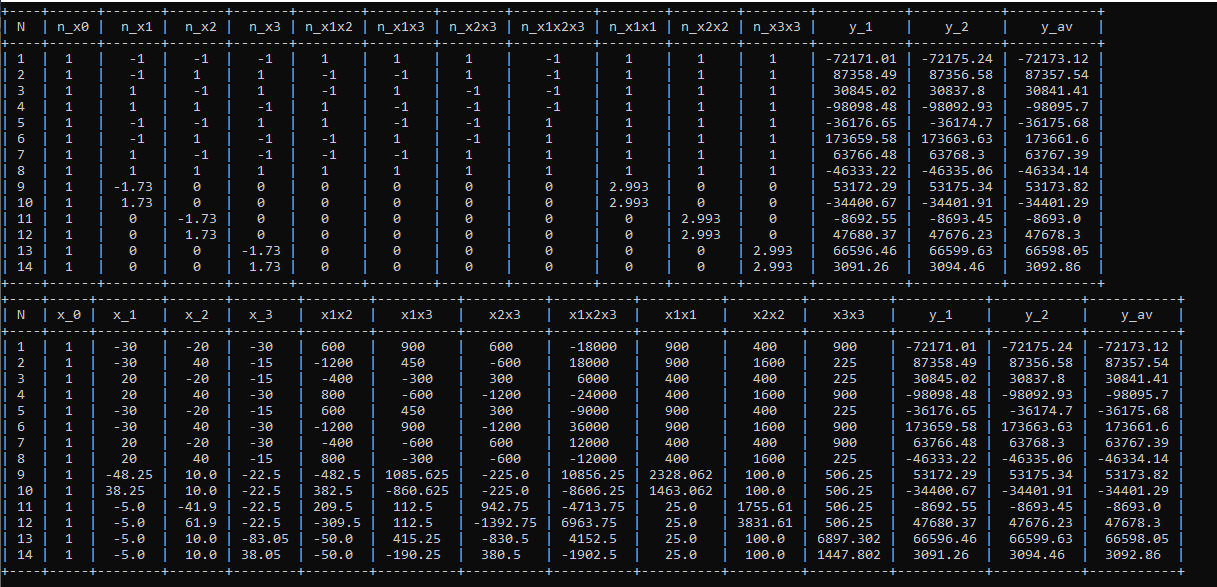 N n_x0 n_x1 n_x2 n_x3 n_x1x2 n_x1x3 n_x2x3 n_x1x2x3 n_x1x1 n_x2x2 n_x3x3 y_1 y_2 y_av
1 1 -1 -1 -1 1 1 1 -1 1 1 1 -72171.01 -72175.24 -72173.12
2 1 -1 1 1 -1 -1 1 -1 1 1 1 87358.49 87356.58 87357.54
3 1 1 -1 1 -1 1 -1 -1 1 1 1 30845.02 30837.8 30841.41
4 1 1 1 -1 1 -1 -1 -1 1 1 1 -98098.48 -98092.93 -98095.7
5 1 -1 -1 1 1 -1 -1 1 1 1 1 -36176.65 -36174.7 -36175.68
6 1 -1 1 -1 -1 1 -1 1 1 1 1 173659.58 173663.63 173661.6
7 1 1 -1 -1 -1 -1 1 1 1 1 1 63766.48 63768.3 63767.39
8 1 1 1 1 1 1 1 1 1 1 1 -46333.22 -46335.06 -46334.14
9 1 -1.73 0 0 0 0 0 0 2.993 0 0 53172.29 53175.34 53173.82
10 1 1.73 0 0 0 0 0 0 2.993 0 0 -34400.67 -34401.91 -34401.29
11 1 0 -1.73 0 0 0 0 0 0 2.993 0 -8692.55 -8693.45 -8693.0
12 1 0 1.73 0 0 0 0 0 0 2.993 0 47680.37 47676.23 47678.3
13 1 0 0 -1.73 0 0 0 0 0 0 2.993 66596.46 66599.63 66598.05
14 1 0 0 1.73 0 0 0 0 0 0 2.993 3091.26 3094.46 3092.86
N x_0 x_1 x_2 x_3 x1x2 x1x3 x2x3 x1x2x3 x1x1 x2x2 x3x3 y_1 y_2 y_av
1 1 -30 -20 -30 600 900 600 -18000 900 400 900 -72171.01 -72175.24 -72173.12
2 1 -30 40 -15 -1200 450 -600 18000 900 1600 225 87358.49 87356.58 87357.54
3 1 20 -20 -15 -400 -300 300 6000 400 400 225 30845.02 30837.8 30841.41
4 1 20 40 -30 800 -600 -1200 -24000 400 1600 900 -98098.48 -98092.93 -98095.7
5 1 -30 -20 -15 600 450 300 -9000 900 400 225 -36176.65 -36174.7 -36175.68
6 1 -30 40 -30 -1200 900 -1200 36000 900 1600 900 173659.58 173663.63 173661.6
7 1 20 -20 -30 -400 -600 600 12000 400 400 900 63766.48 63768.3 63767.39
8 1 20 40 -15 800 -300 -600 -12000 400 1600 225 -46333.22 -46335.06 -46334.14
9 1 -48.25 10.0 -22.5 -482.5 1085.625 -225.0 10856.25 2328.062 100.0 506.25 53172.29 53175.34 53173.82
10 1 38.25 10.0 -22.5 382.5 -860.625 -225.0 -8606.25 1463.062 100.0 506.25 -34400.67 -34401.91 -34401.29
11 1 -5.0 -41.9 -22.5 209.5 112.5 942.75 -4713.75 25.0 1755.61 506.25 -8692.55 -8693.45 -8693.0
12 1 -5.0 61.9 -22.5 -309.5 112.5 -1392.75 6963.75 25.0 3831.61 506.25 47680.37 47676.23 47678.3
13 1 -5.0 10.0 -83.05 -50.0 415.25 -830.5 4152.5 25.0 100.0 6897.302 66596.46 66599.63 66598.05
14 1 -5.0 10.0 38.05 -50.0 -190.25 380.5 -1902.5 25.0 100.0 1447.802 3091.26 3094.46 3092.86